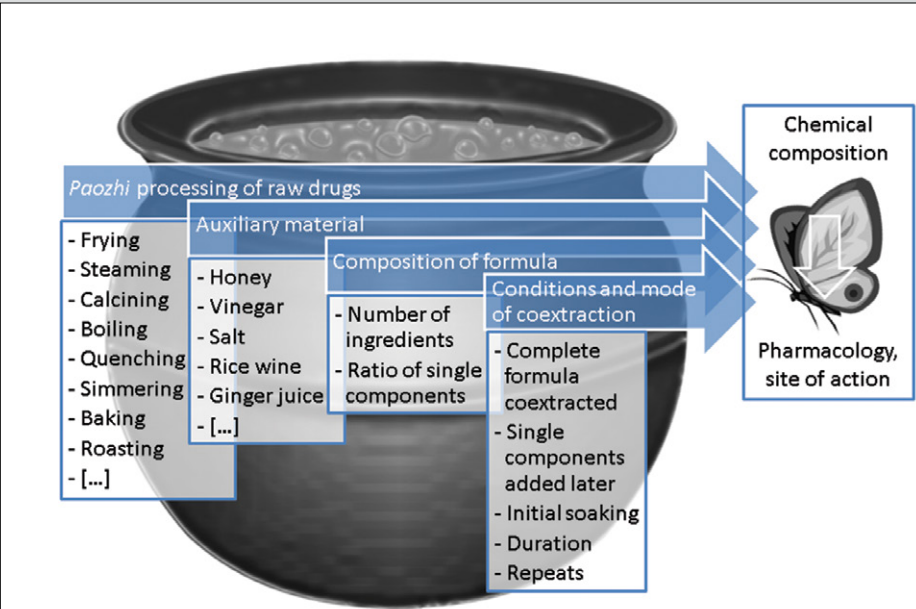 Paozhi processing of raw drugs
- Frying
- Steaming
- Calcining
- Boiling
- Quenching
- Simmering
- Baking
- Roasting
- [...]
Auxiliary material
- Honey
- Vinegar
- Salt
- Rice wine
- Ginger juice
- [...]
Composition of formula
- Number of
ingredients
- Ratio of single
components
Conditions and mode
of coextraction
- Complete
formula
coextracted
- Single
components
added later
- Initial soaking
- Duration
- Repeats
Chemical
composition
Pharmacology,
site of action